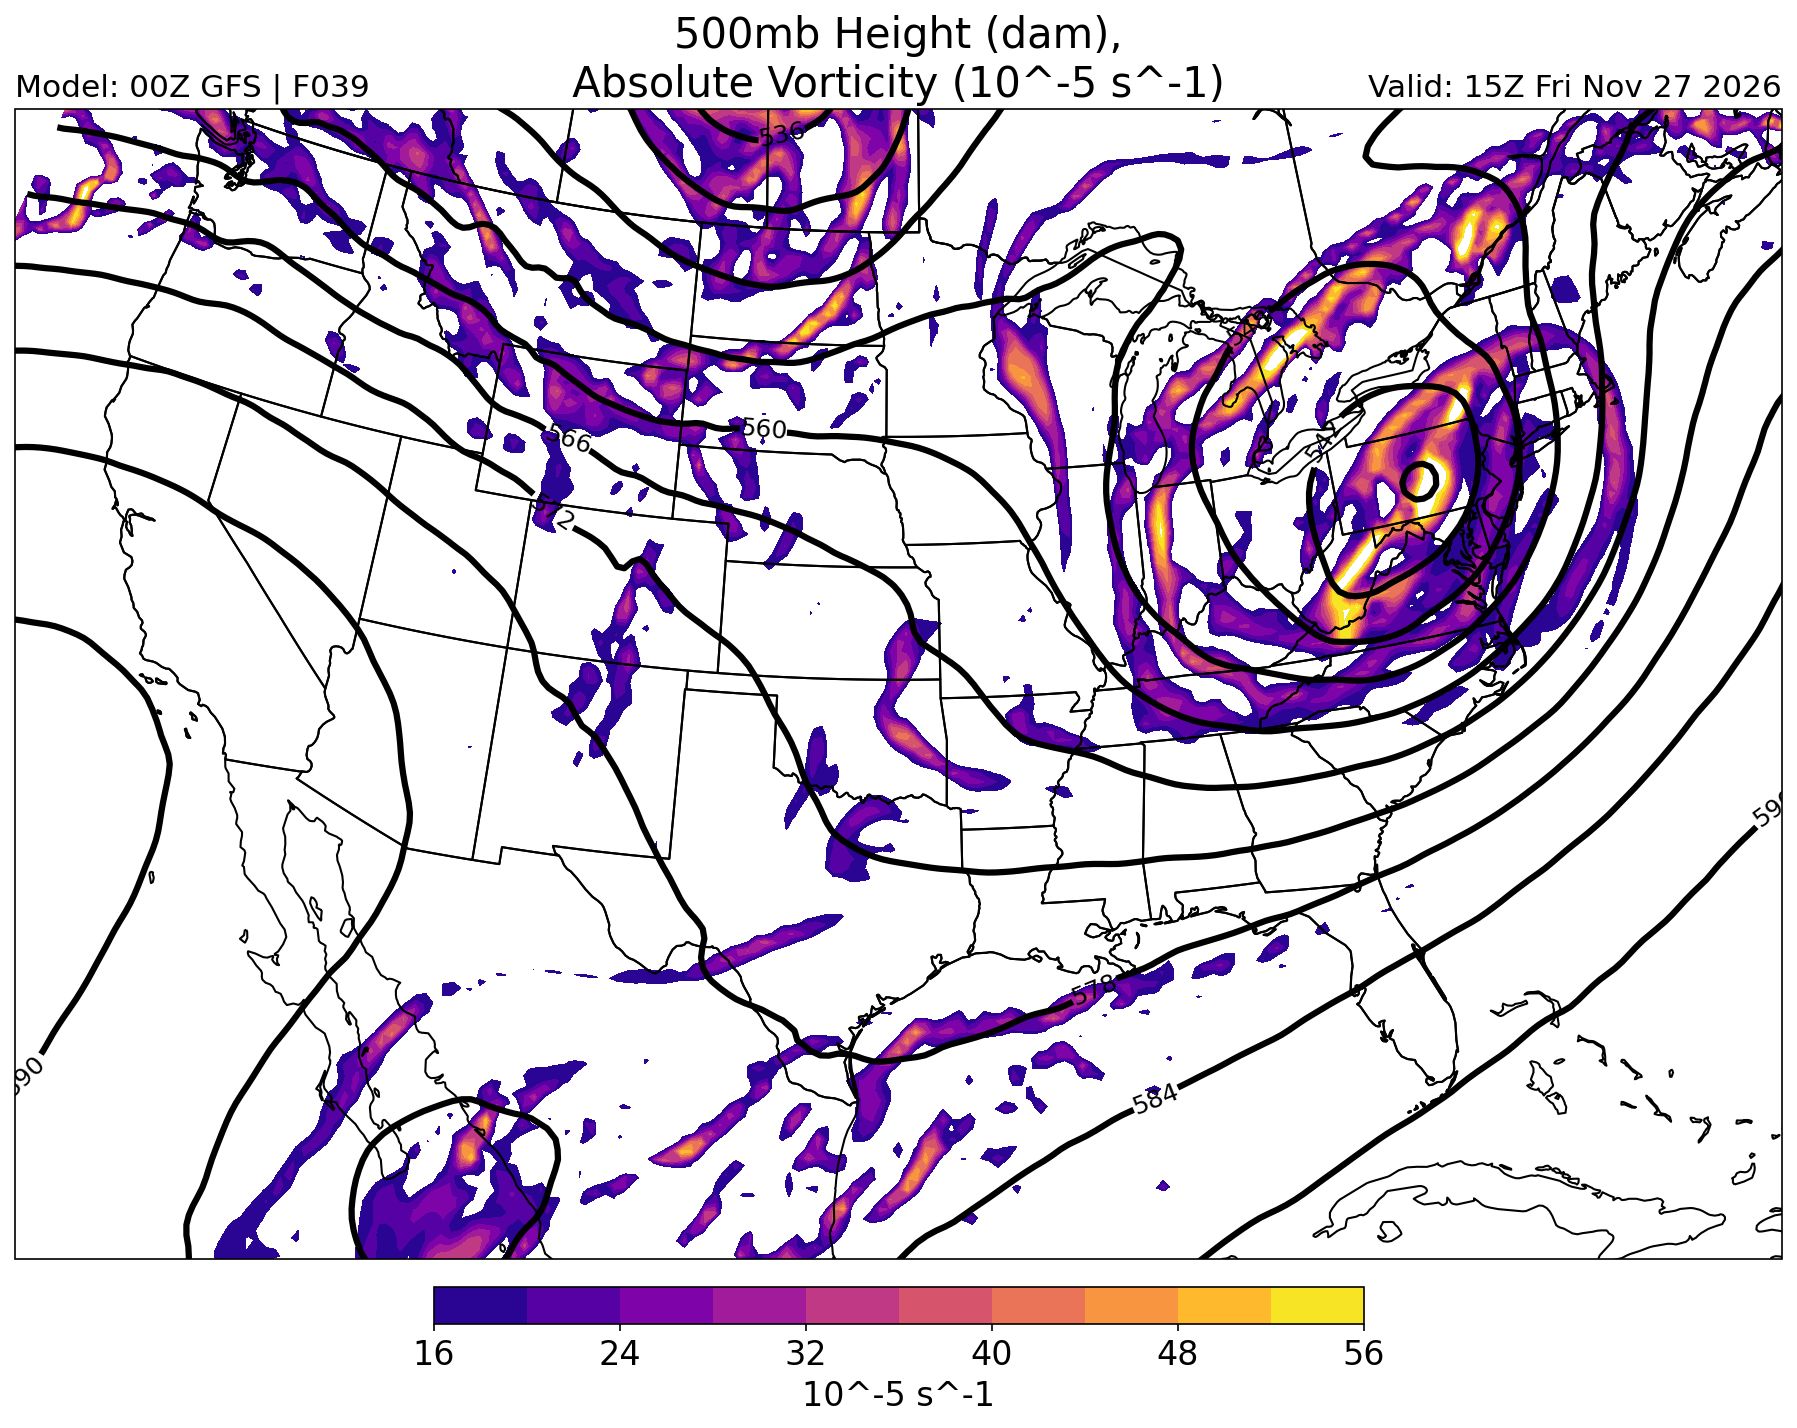 500mb Height (dam),
Absolute Vorticity (10^-5 s^-1)
Model: 00Z GFS | F039
Valid: 15Z Fri Nov 27 2026
536
548
560
566
572
578
584
590
16 24 32 40 48 56
10^-5 s^-1